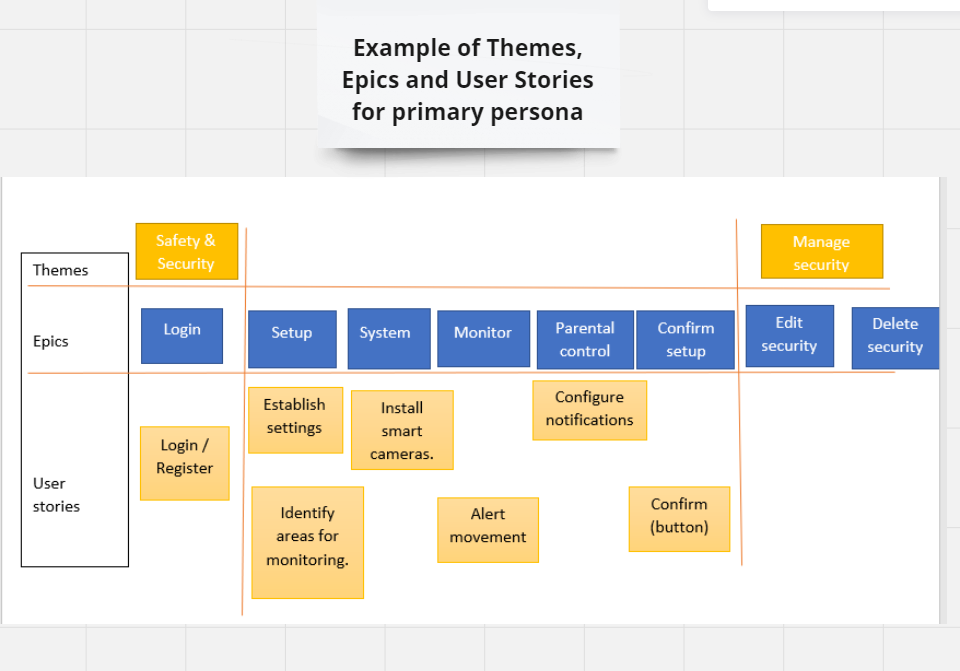 Example of Themes,
Epics and User Stories
for primary persona
Safety &
Security
Manage
security
Themes
Epics
Login
Setup
System
Monitor
Parental
control
Confirm
setup
Edit
security
Delete
security
User
stories
Login /
Register
Establish
settings
Install
smart
cameras.
Configure
notifications
Identify
areas for
monitoring.
Alert
movement
Confirm
(button)